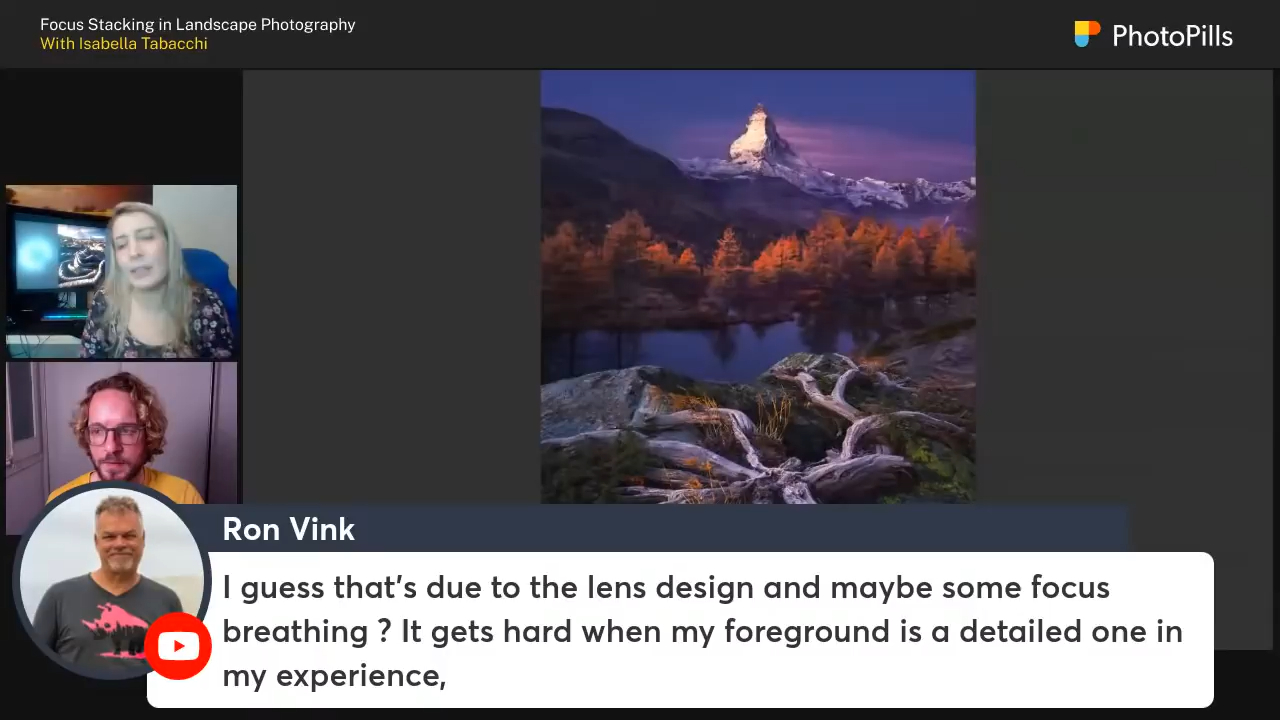 Focus Stacking in Landscape Photography
With Isabella Tabacchi
PhotoPills
Ron Vink
I guess that's due to the lens design and maybe some focus
breathing ? It gets hard when my foreground is a detailed one in
my experience,